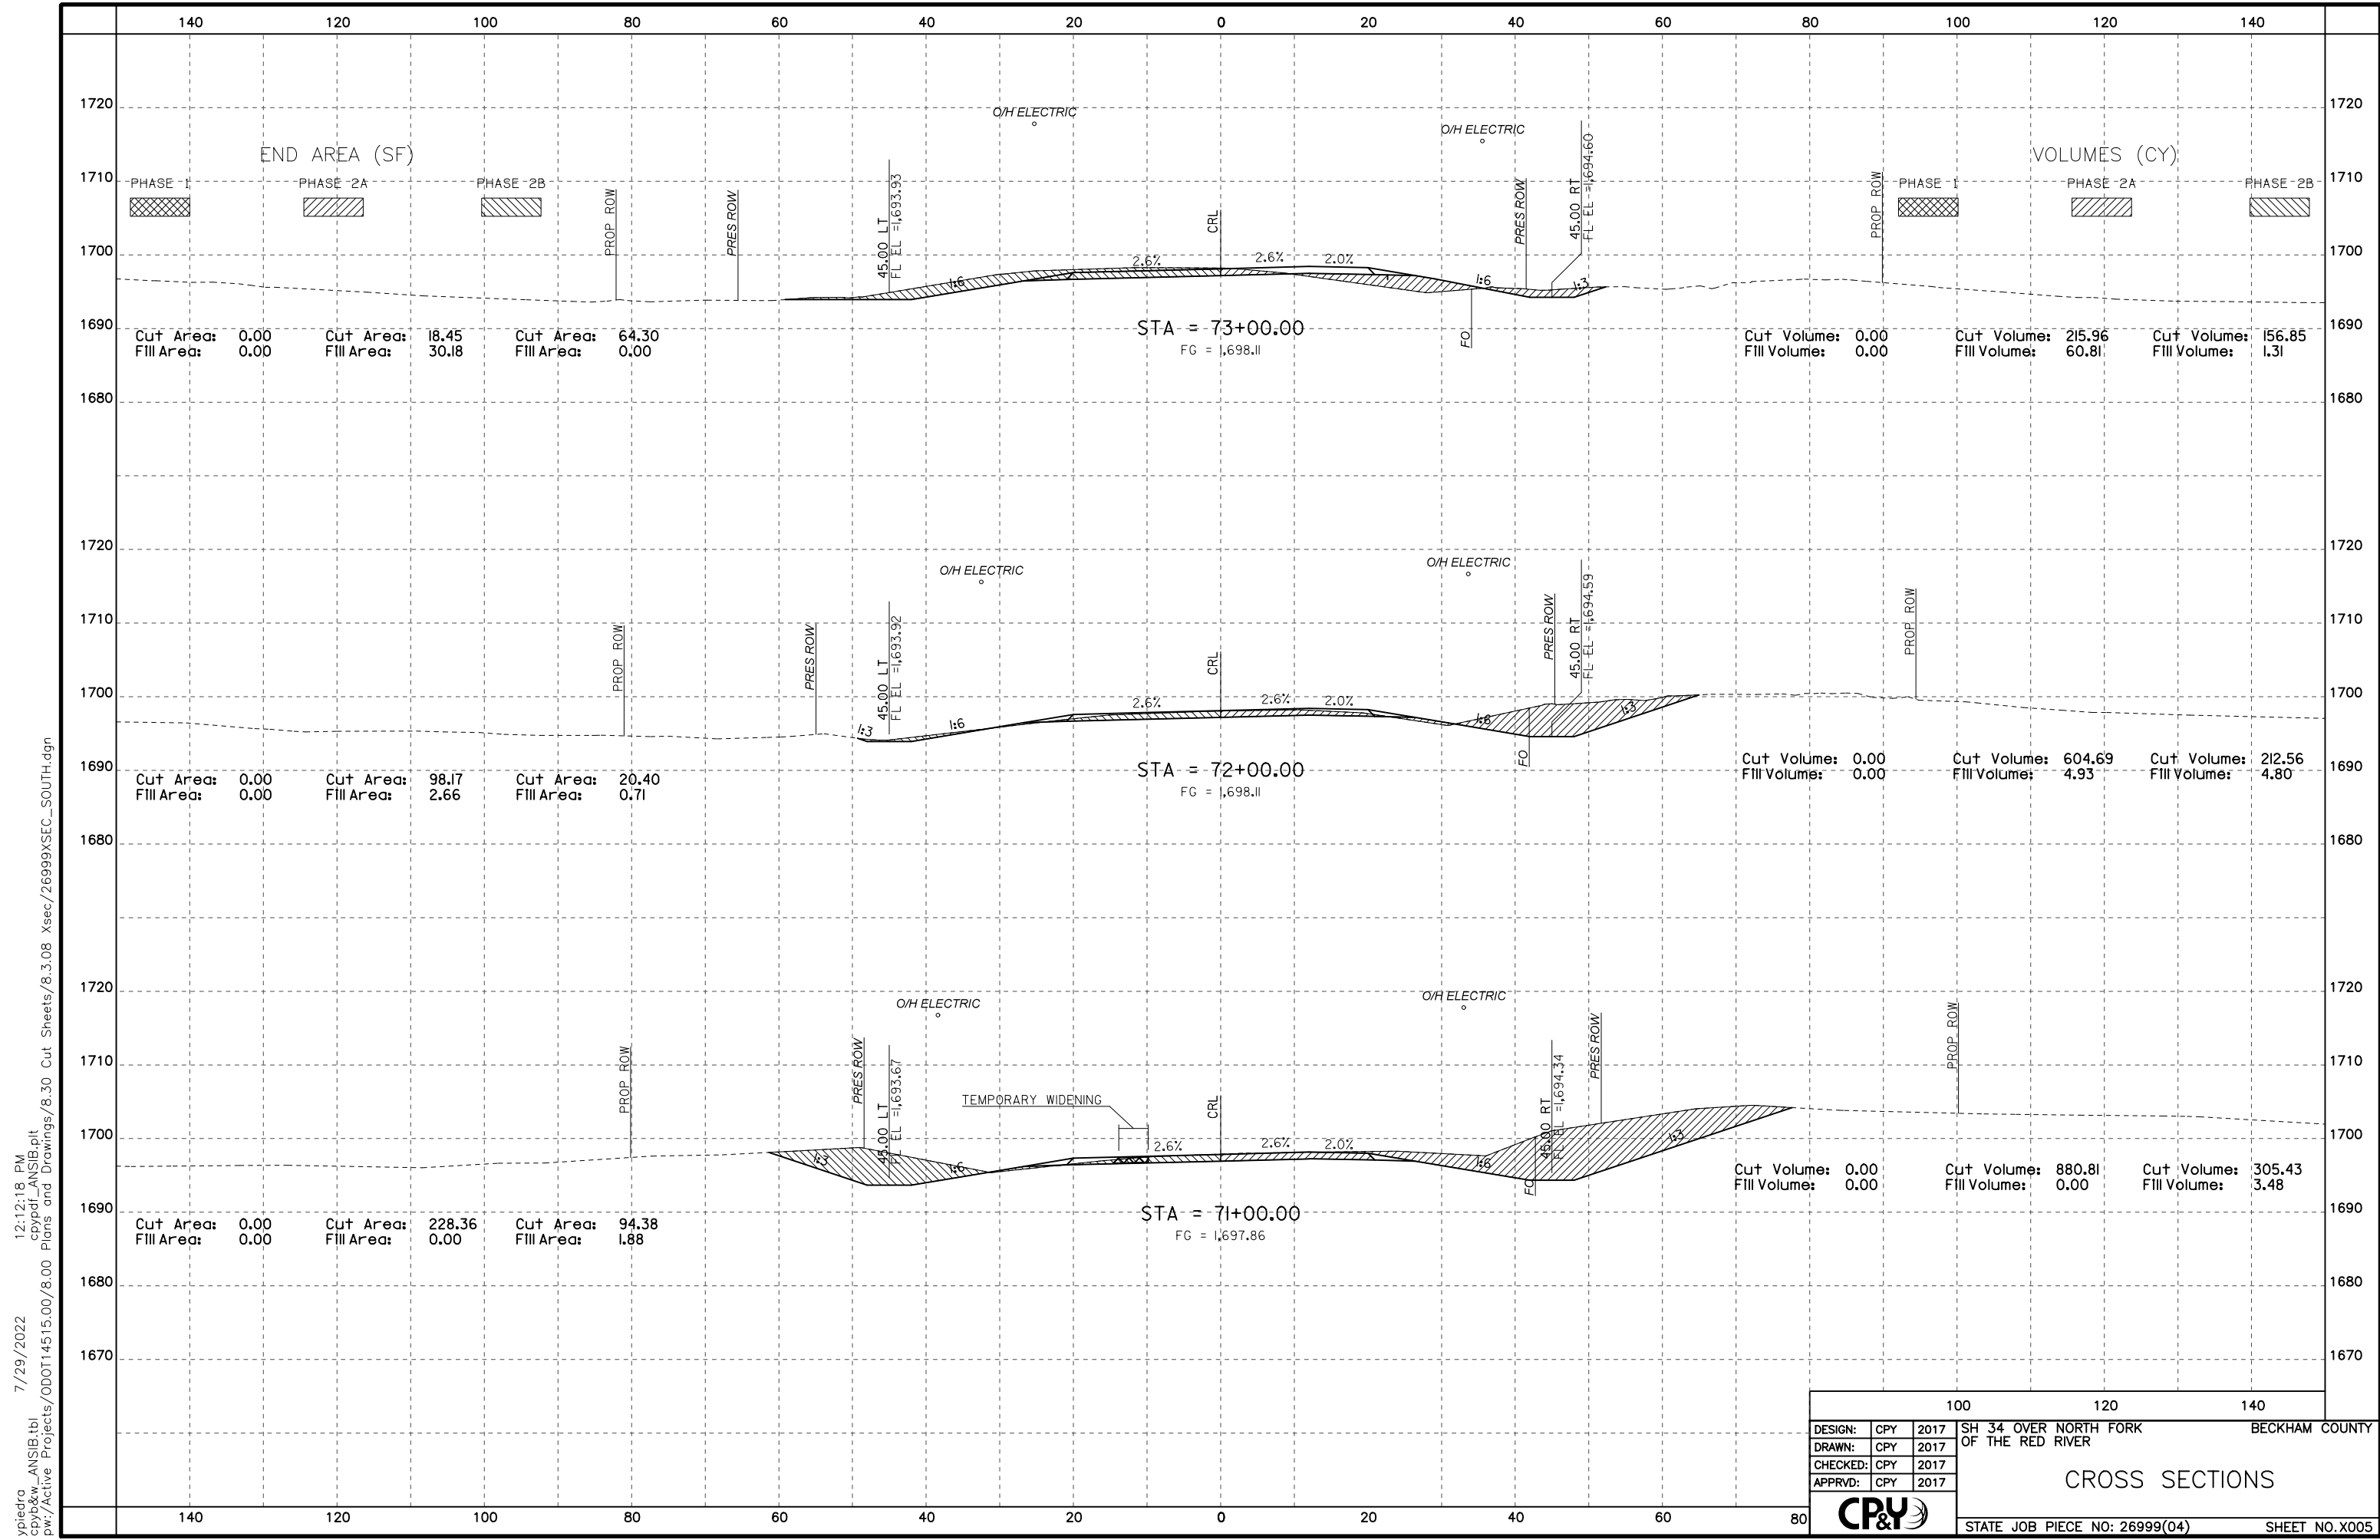 140 120 100 80 60 40 20 0 20 40 60 80 100 120 140
1720 1720
O/H ELECTRIC
O/H ELECTRIC
END AREA (SF)
VOLUMES (CY)
1710 1710
PHASE 1 PHASE 2A PHASE 2B
PHASE 1 PHASE 2A PHASE 2B
PROP ROW
PRES ROW
45.00 LT
FL EL =1,693.93
CRL
PRES ROW
45.00 RT
FL EL =1,694.60
PROP ROW
1700 1700
1:6 2.6% 2.6% 2.0% 1:6 1:3
FO
1690 1690
STA = 73+00.00
FG = 1,698.11
Cut Area: 0.00 Cut Area: 18.45 Cut Area: 64.30
Fill Area: 0.00 Fill Area: 30.18 Fill Area: 0.00
Cut Volume: 0.00 Cut Volume: 215.96 Cut Volume: 156.85
Fill Volume: 0.00 Fill Volume: 60.81 Fill Volume: 1.31
1680 1680
1720 1720
O/H ELECTRIC
O/H ELECTRIC
1710 1710
PROP ROW
PRES ROW
45.00 LT
FL EL =1,693.92
CRL
PRES ROW
45.00 RT
FL EL =1,694.59
PROP ROW
1700 1700
1:3 1:6 2.6% 2.6% 2.0% 1:6 1:3
FO
1690 1690
STA = 72+00.00
FG = 1,698.11
Cut Area: 0.00 Cut Area: 98.17 Cut Area: 20.40
Fill Area: 0.00 Fill Area: 2.66 Fill Area: 0.71
Cut Volume: 0.00 Cut Volume: 604.69 Cut Volume: 212.56
Fill Volume: 0.00 Fill Volume: 4.93 Fill Volume: 4.80
1680 1680
1720 1720
O/H ELECTRIC
O/H ELECTRIC
1710 1710
PROP ROW
PRES ROW
45.00 LT
FL EL =1,693.67
TEMPORARY WIDENING
CRL
45.00 RT
FL EL =1,694.34
PRES ROW
PROP ROW
1700 1700
1:3 1:6 2.6% 2.6% 2.0% 1:6 1:3
FO
1690 1690
STA = 71+00.00
FG = 1,697.86
Cut Area: 0.00 Cut Area: 228.36 Cut Area: 94.38
Fill Area: 0.00 Fill Area: 0.00 Fill Area: 1.88
Cut Volume: 0.00 Cut Volume: 880.81 Cut Volume: 305.43
Fill Volume: 0.00 Fill Volume: 0.00 Fill Volume: 3.48
1680 1680
1670 1670
100 120 140
140 120 100 80 60 40 20 0 20 40 60 80
DESIGN: CPY 2017
DRAWN: CPY 2017
CHECKED: CPY 2017
APPRVD: CPY 2017
CP&Y
SH 34 OVER NORTH FORK
OF THE RED RIVER
BECKHAM COUNTY
CROSS SECTIONS
STATE JOB PIECE NO: 26999(04) SHEET NO.X005
ypiedra 7/29/2022 12:12:18 PM
cpyb&w_ANSIB.tbl cpypdf_ANSIB.plt
pw:/Active Projects/ODOT14515.00/8.00 Plans and Drawings/8.30 Cut Sheets/8.3.08 Xsec/26999XSEC_SOUTH.dgn